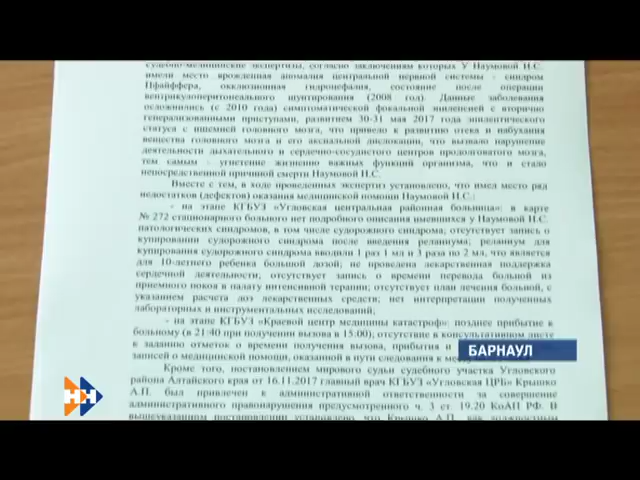 судебно-медицинские экспертизы, согласно заключениям которых У Наумовой И.С.
имели место врожденная аномалия центральной нервной системы - синдром
Пфайффера, окклюзионная гидроцефалия, состояние после операции
вентрикулоперитонеального шунтирования (2008 год). Данные заболевания
осложнились (с 2010 года) симптоматической фокальной эпилепсией с вторично
генерализованными приступами, развитием 30-31 мая 2017 года эпилептического
статуса с ишемией головного мозга, что привело к развитию отека и набухания
вещества головного мозга и его аксиальной дислокации, что вызвало нарушение
деятельности дыхательного и сердечно-сосудистого центров продолговатого мозга,
тем самым - угнетение жизненно важных функций организма, что и стало
непосредственной причиной смерти Наумовой И.С.
Вместе с тем, в ходе проведенных экспертиз установлено, что имел место ряд
недостатков (дефектов) оказания медицинской помощи Наумовой И.С.:
- на этапе КГБУЗ «Угловская центральная районная больница»: в карте
№ 272 стационарного больного нет подробного описания имевшихся у Наумовой И.С.
патологических синдромов, в том числе судорожного синдрома; отсутствует запись о
купировании судорожного синдрома после введения реланиума; реланиум для
купирования судорожного синдрома вводили 1 раз 1 мл и 3 раза по 2 мл, что является
для 10-летнего ребенка большой дозой; не проведена лекарственная поддержка
сердечной деятельности; отсутствует запись о времени перевода больной из
приемного покоя в палату интенсивной терапии; отсутствует план лечения больной, с
указанием расчета доз лекарственных средств; нет интерпретации полученных
лабораторных и инструментальных исследований;
- на этапе КГБУЗ «Краевой центр медицины катастроф»: позднее прибытие к
больному (в 21:40 при получении вызова в 15:00); отсутствие в консультативном листе
к заданию отметок о времени получения вызова, прибытия и
записей о медицинской помощи, оказанной в пути следования к
Кроме того, постановлением мирового судьи судебного участка Угловского
района Алтайского края от 16.11.2017 главный врач КГБУЗ «Угловская ЦРБ» Крышко
А.П. был привлечен к административной ответственности за совершение
административного правонарушения предусмотренного ч. 3 ст. 19.20 КоАП РФ. В
вышеуказанном постановлении установлено, что Крышко А.П., как должностным
БАРНАУЛ
НН